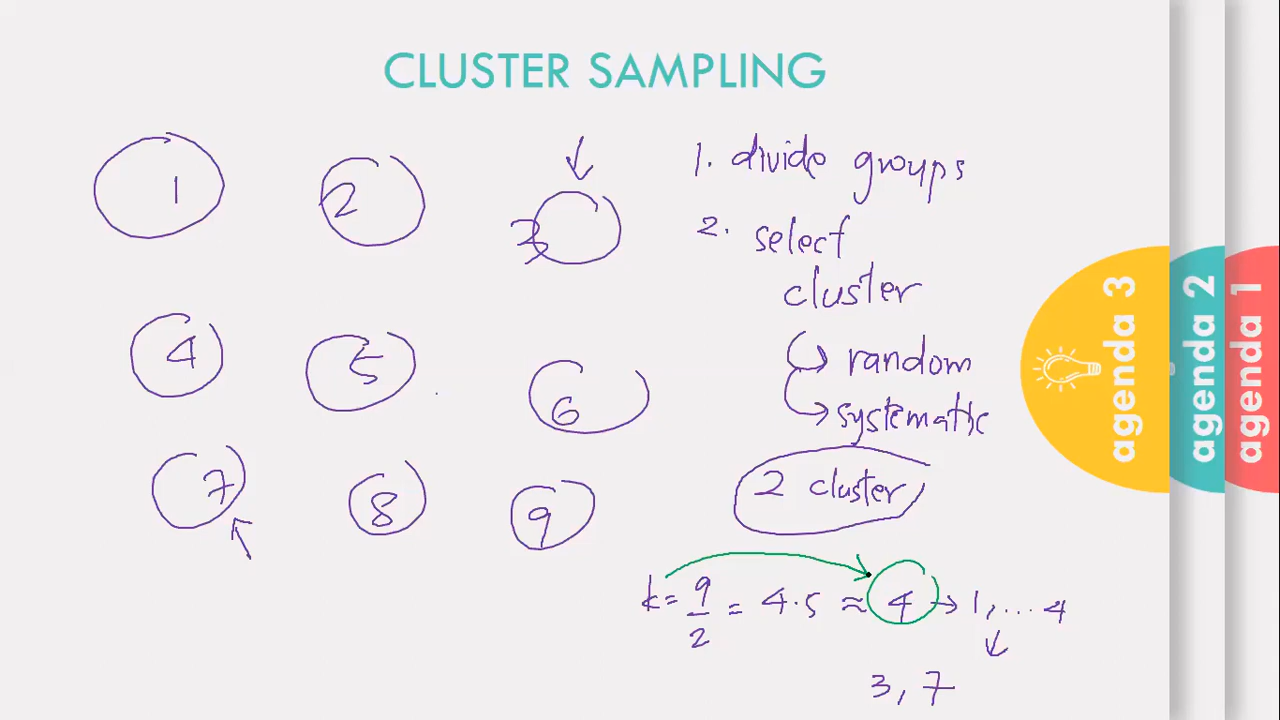 CLUSTER SAMPLING
1
2
3
4
5
6
7
8
9
1. divide groups
2. select
cluster
random
systematic
2 cluster
k = 9/2 = 4.5 ≈ 4 → 1, ... 4
3, 7
agenda 3
agenda 2
agenda 1